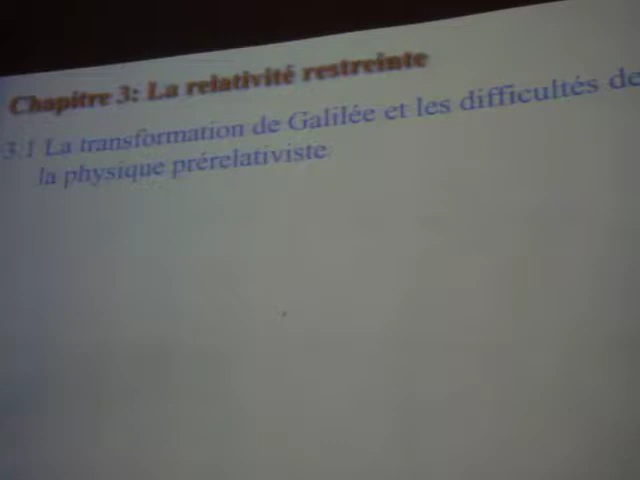 Chapitre 3: La relativité restreinte
3.1 La transformation de Galilée et les difficultés de
la physique prérelativiste